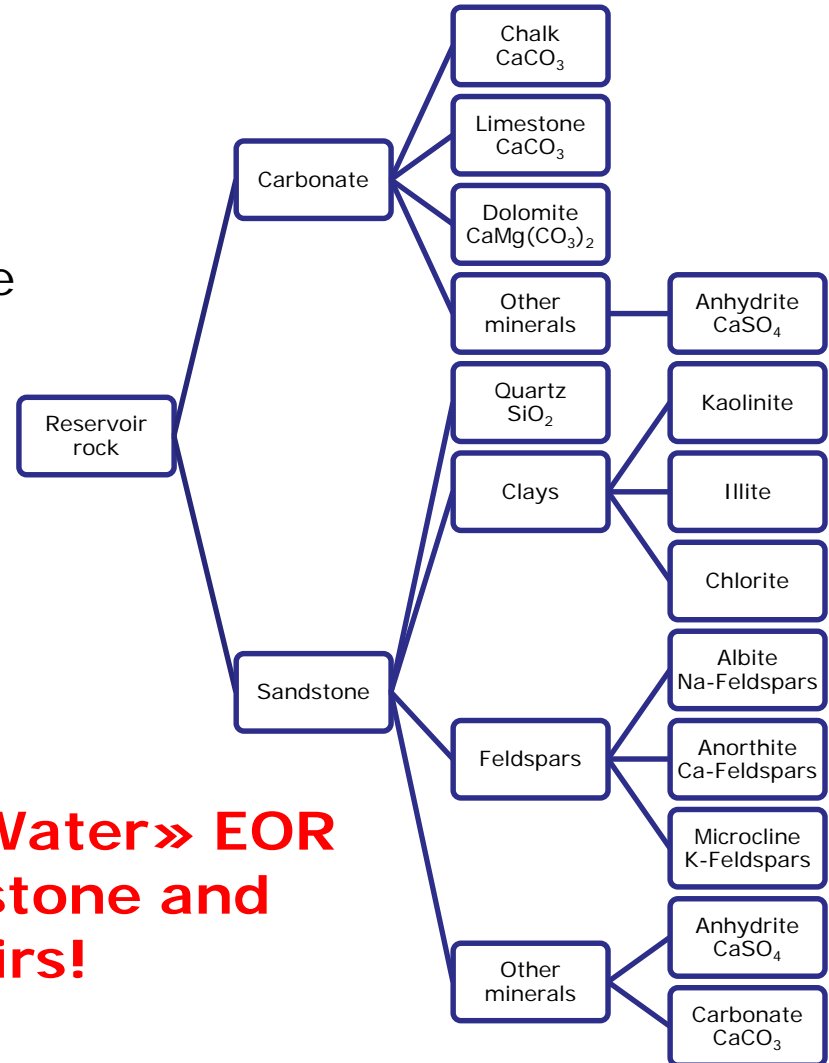 Chalk
CaCO₃
Limestone
CaCO₃
Carbonate
Dolomite
CaMg(CO₃)₂
e
Other
minerals
Anhydrite
CaSO₄
Reservoir
rock
Quartz
SiO₂
Kaolinite
Clays
Illite
Chlorite
Sandstone
Albite
Na-Feldspars
Feldspars
Anorthite
Ca-Feldspars
Microcline
K-Feldspars
Water» EOR
stone and
irs!
Other
minerals
Anhydrite
CaSO₄
Carbonate
CaCO₃